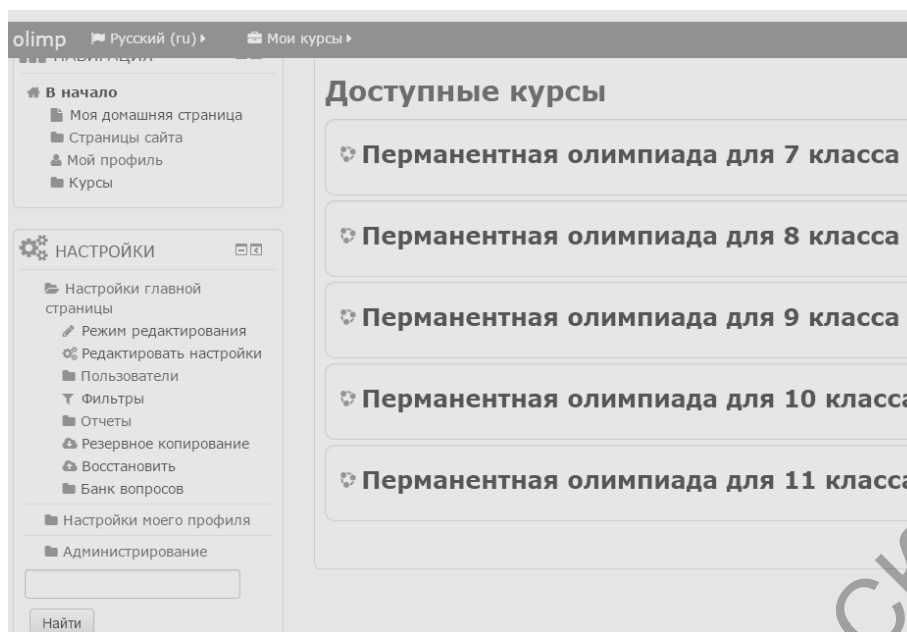 olimp Русский (ru) Мои курсы
НАВИГАЦИЯ
В начало
Моя домашняя страница
Страницы сайта
Мой профиль
Курсы
НАСТРОЙКИ
Настройки главной
страницы
Режим редактирования
Редактировать настройки
Пользователи
Фильтры
Отчеты
Резервное копирование
Восстановить
Банк вопросов
Настройки моего профиля
Администрирование
Найти
Доступные курсы
Перманентная олимпиада для 7 класса
Перманентная олимпиада для 8 класса
Перманентная олимпиада для 9 класса
Перманентная олимпиада для 10 класса
Перманентная олимпиада для 11 класса